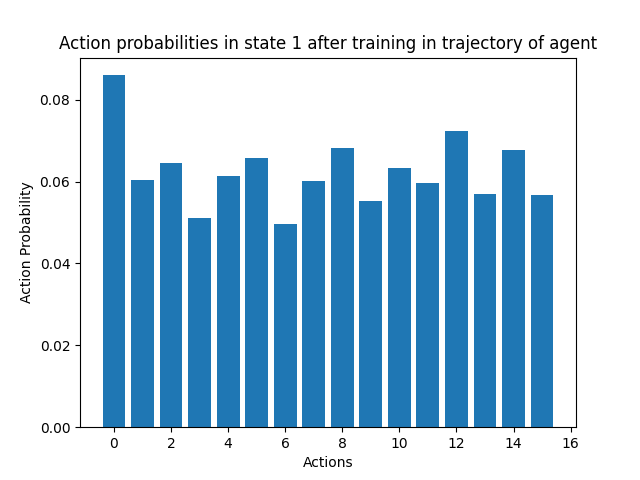 Action probabilities in state 1 after training in trajectory of agent
0.08
0.06
0.04
0.02
0.00
Action Probability
0 2 4 6 8 10 12 14 16
Actions